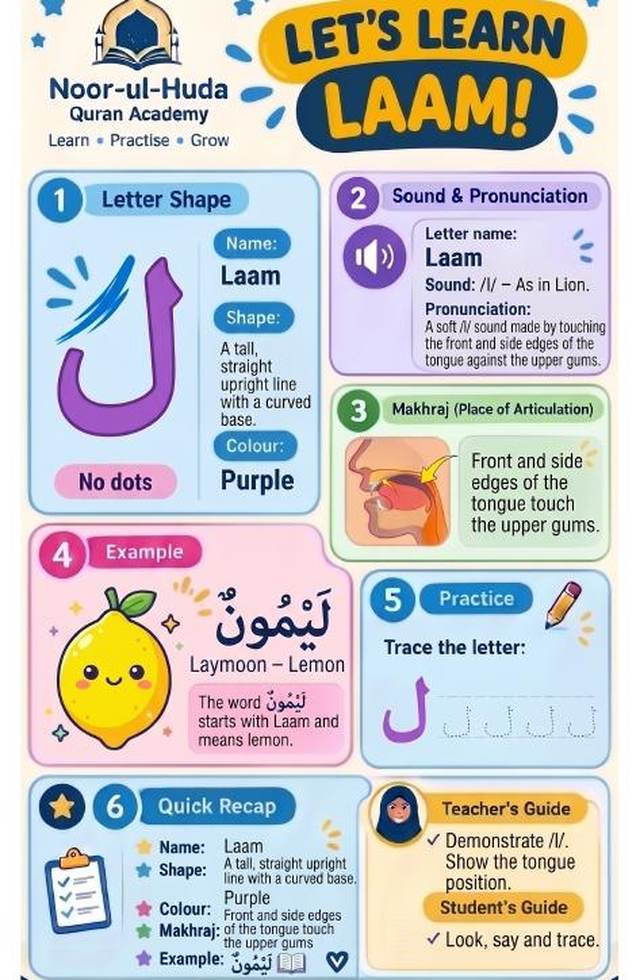 Noor-ul-Huda
Quran Academy
Learn • Practise • Grow
LET'S LEARN
LAAM!
1 Letter Shape
ل
No dots
Name:
Laam
Shape:
A tall,
straight
upright line
with a curved
base.
Colour:
Purple
2 Sound & Pronunciation
Letter name:
Laam
Sound: /l/ – As in Lion.
Pronunciation:
A soft /l/ sound made by touching
the front and side edges of the
tongue against the upper gums.
3 Makhraj (Place of Articulation)
Front and side
edges of the
tongue touch
the upper gums.
4 Example
لَيْمُونٌ
Laymoon – Lemon
The word لَيْمُونٌ
starts with Laam and
means lemon.
5 Practice
Trace the letter:
ل ل ل ل ل
6 Quick Recap
Name: Laam
Shape: A tall, straight upright
line with a curved base.
Colour: Purple
Makhraj: Front and side edges
of the tongue touch
the upper gums
Example: لَيْمُونٌ
Teacher's Guide
✓ Demonstrate /l/.
Show the tongue
position.
Student's Guide
✓ Look, say and trace.